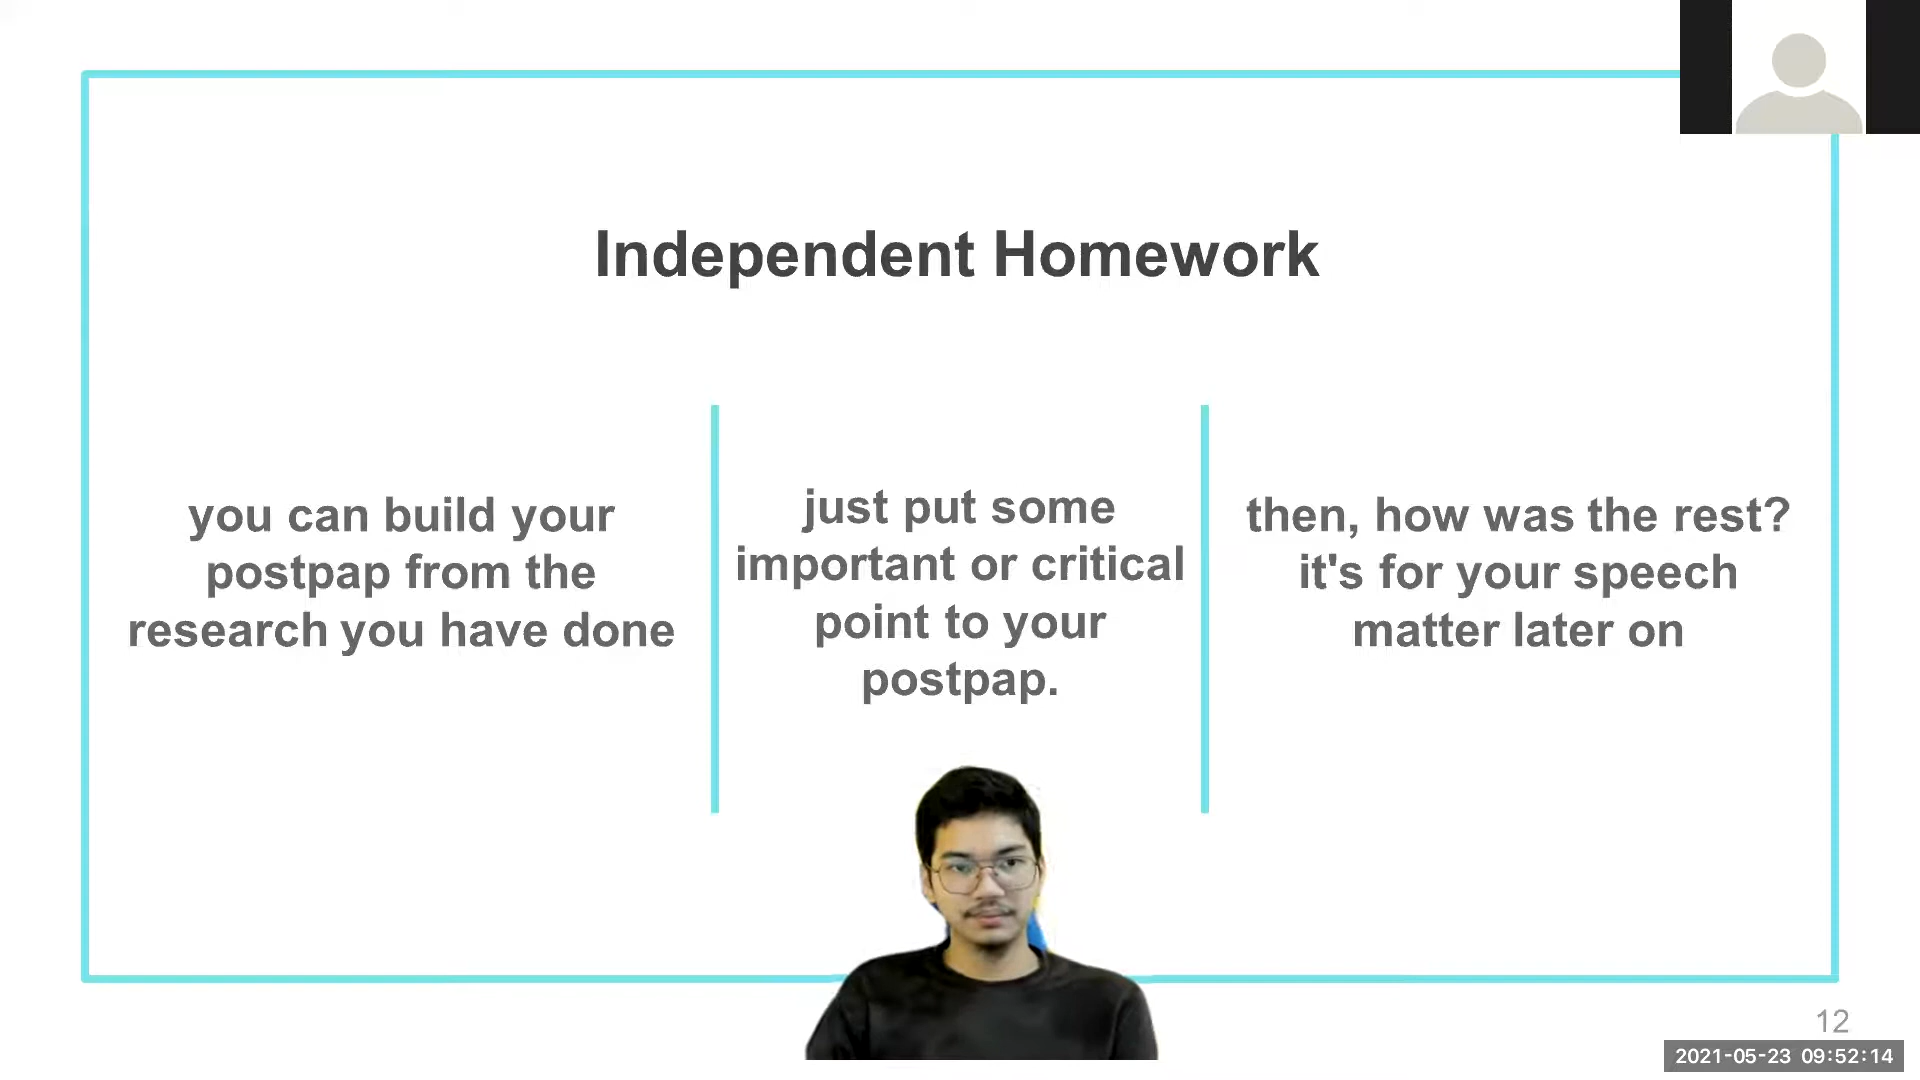 Independent Homework
you can build your
postpap from the
research you have done
just put some
important or critical
point to your
postpap.
then, how was the rest?
it's for your speech
matter later on
12
2021-05-23 09:52:14